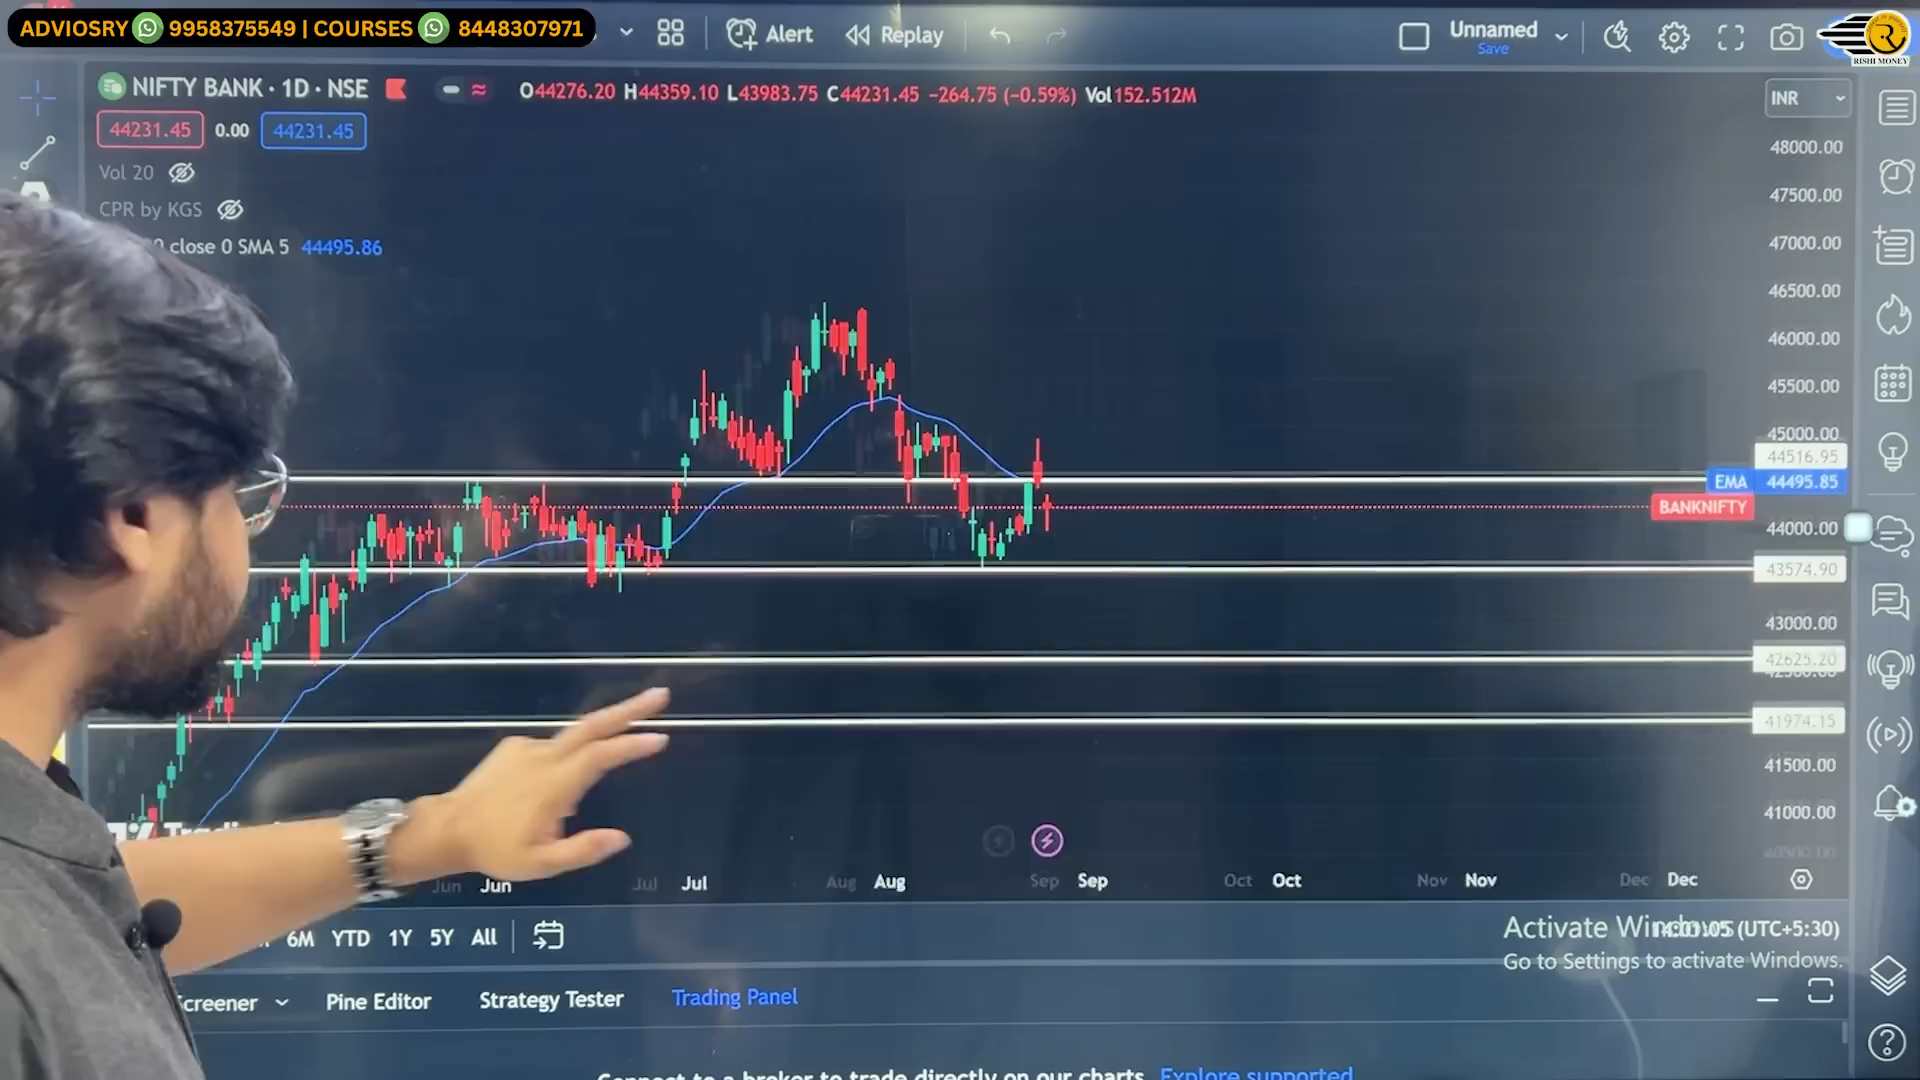 ADVIOSRY 9958375549 | COURSES 8448307971
Alert
Replay
Unnamed
Save
RISHI MONEY
NIFTY BANK · 1D · NSE
O44276.20 H44359.10 L43983.75 C44231.45 −264.75 (−0.59%) Vol152.512M
INR
44231.45 0.00 44231.45
Vol 20
CPR by KGS
close 0 SMA 5 44495.86
48000.00
47500.00
47000.00
46500.00
46000.00
45500.00
45000.00
44516.95
EMA 44495.85
BANKNIFTY
44000.00
43574.90
43000.00
42625.20
41974.15
41500.00
41000.00
Jun Jun Jul Jul Aug Aug Sep Sep Oct Oct Nov Nov Dec Dec
6M YTD 1Y 5Y All
(UTC+5:30)
Activate Windows
Go to Settings to activate Windows.
Screener Pine Editor Strategy Tester Trading Panel
Connect to a broker to trade directly on our charts. Explore supported